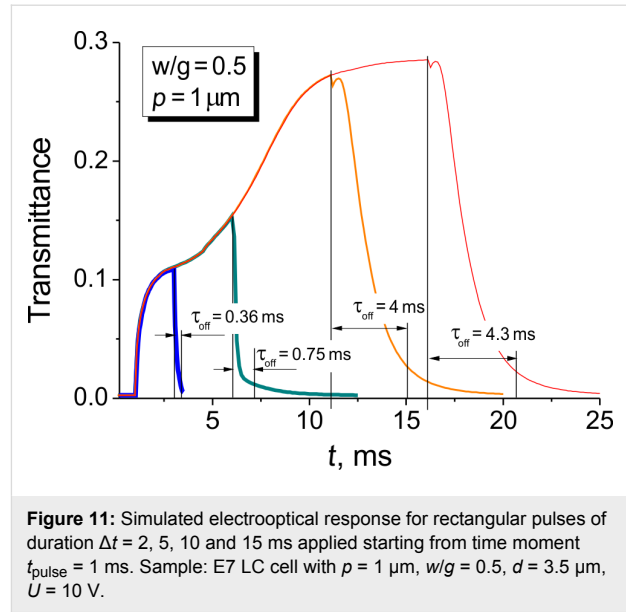 0.3
w/g = 0.5
p = 1 μm
0.2
Transmittance
0.1
τoff = 0.36 ms
τoff = 4 ms
τoff = 4.3 ms
τoff = 0.75 ms
0.0
5 10 15 20 25
t, ms
Figure 11: Simulated electrooptical response for rectangular pulses of
duration Δt = 2, 5, 10 and 15 ms applied starting from time moment
tpulse = 1 ms. Sample: E7 LC cell with p = 1 μm, w/g = 0.5, d = 3.5 μm,
U = 10 V.